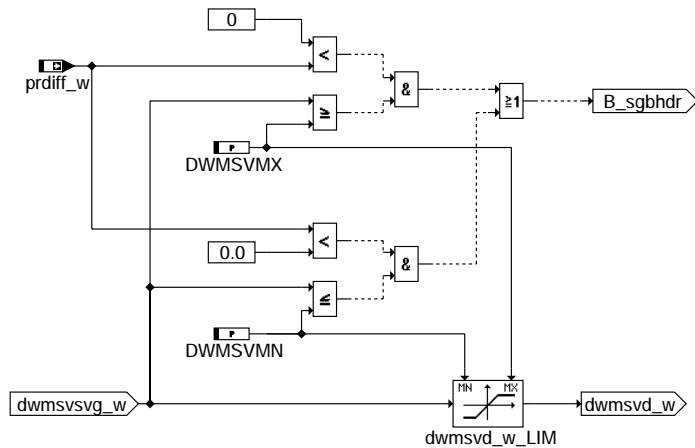 0
<
prdiff_w
&
≥1
B_sgbhdr
≥
P
DWMSVMX
<
0.0
&
≤
P
DWMSVMN
MN
MX
dwmsvsvg_w
dwmsvd_w
dwmsvd_w_LIM